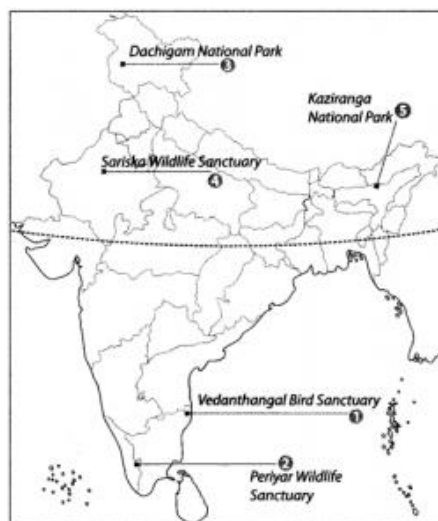 Dachigam National Park
3
Kaziranga
National Park 5
Sariska Wildlife Sanctuary
4
Vedanthangal Bird Sanctuary
1
2
Periyar Wildlife
Sanctuary